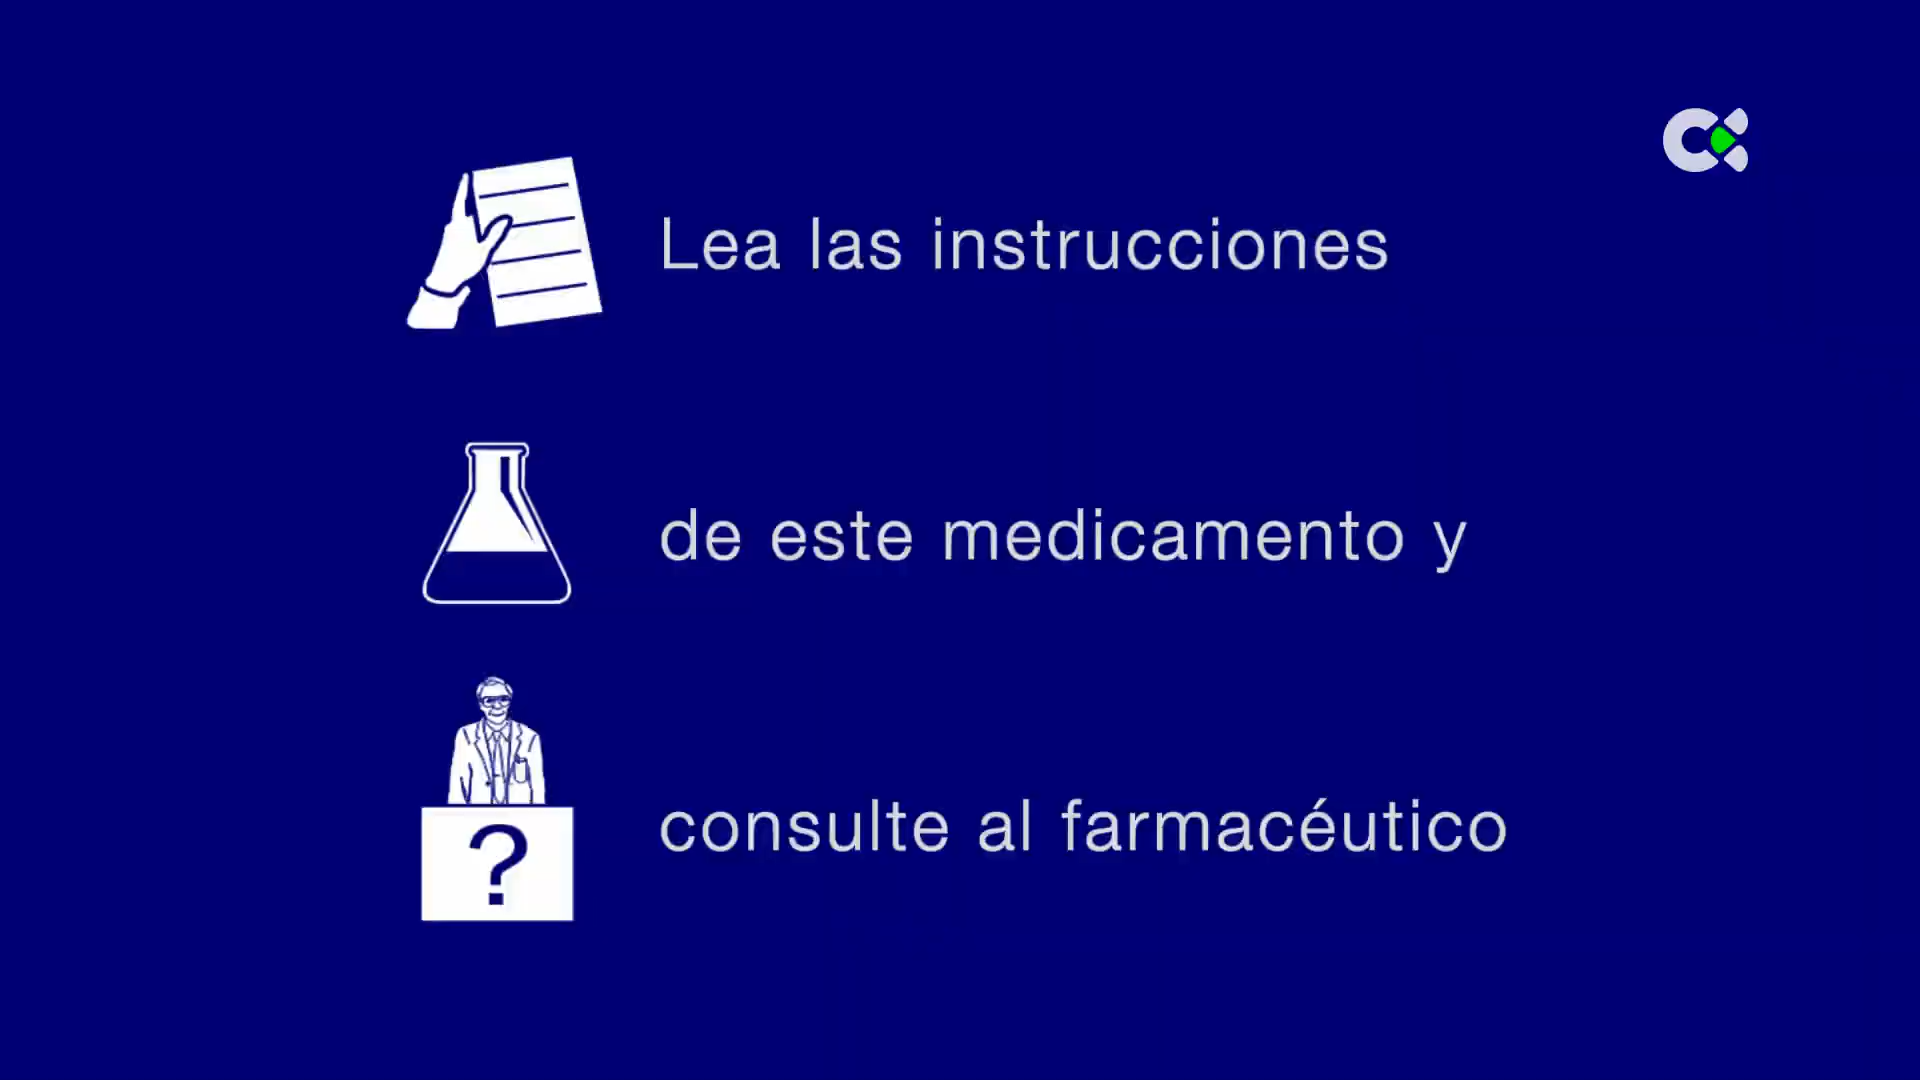 Lea las instrucciones
de este medicamento y
consulte al farmacéutico
?